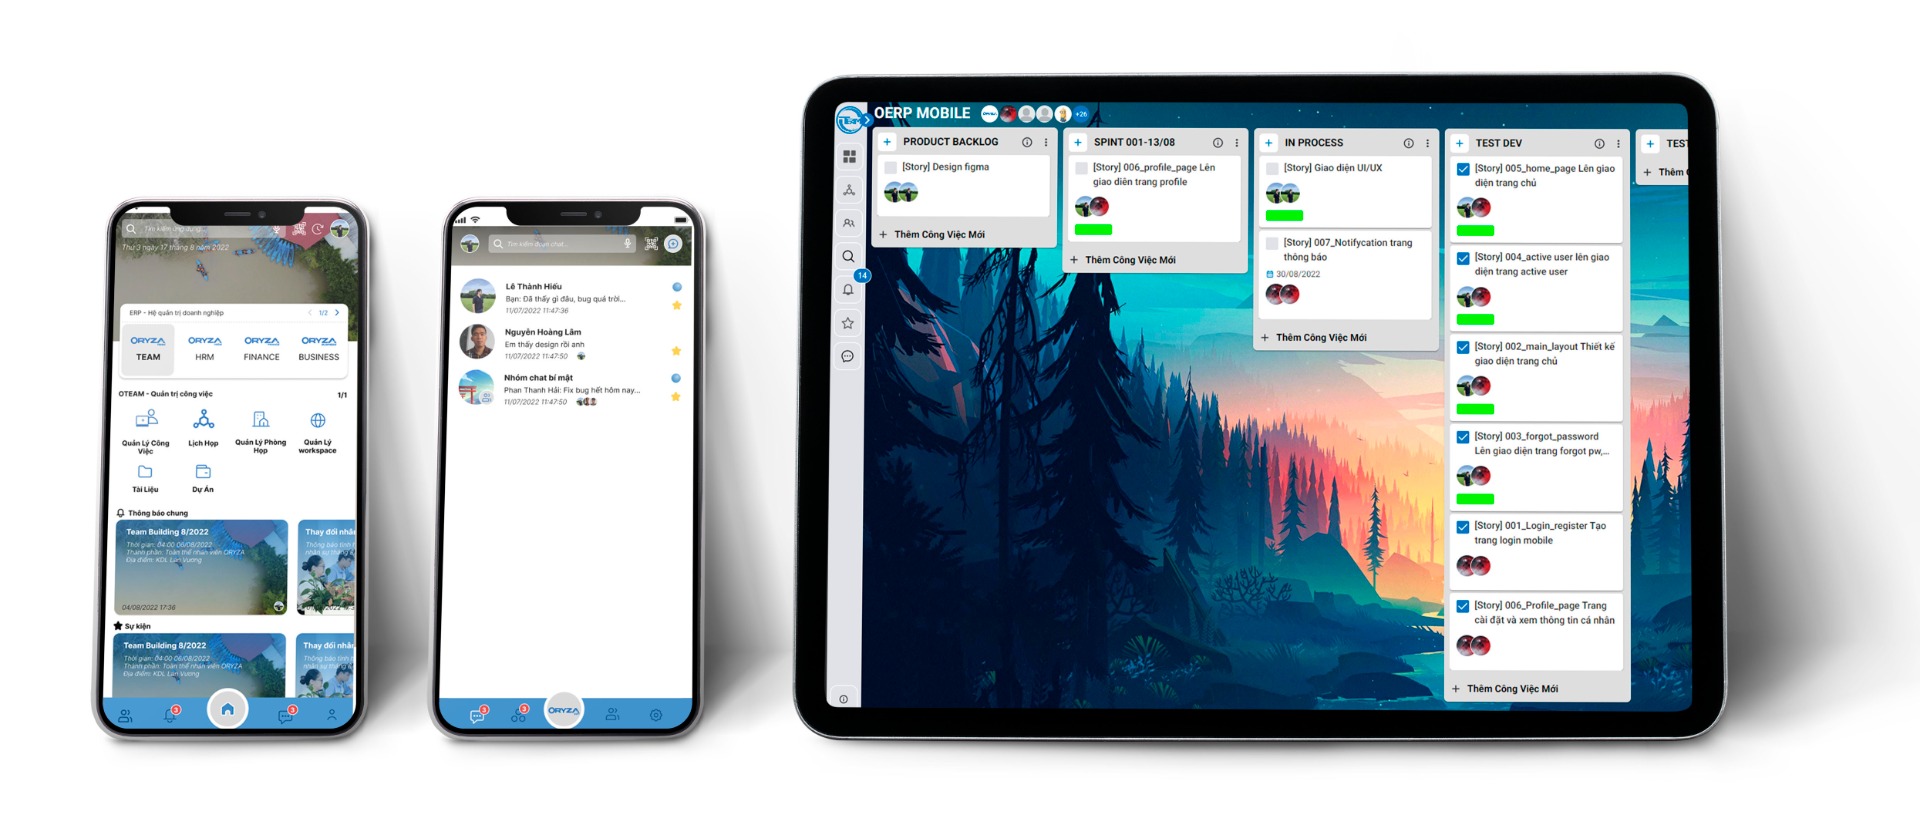 Tìm kiếm ứng dụng...
Thứ 3 ngày 17 tháng 8 năm 2022
ERP - Hệ quản trị doanh nghiệp
1/2
ORYZA
ORYZA
ORYZA
ORYZA
TEAM
HRM
FINANCE
BUSINESS
OTEAM - Quản trị công việc
1/1
Quản Lý Công
Việc
Lịch Họp
Quản Lý Phòng
Họp
Quản Lý
workspace
Tài Liệu
Dự Án
Thông báo chung
Team Building 8/2022
Thời gian: 04:00 06/08/2022
Thành phần: Toàn thể nhân viên ORYZA
Địa điểm: KDL Lan Vương
04/08/2022 17:38
Thay đổi nhâ
Thông báo tình h
nhân sự tháng
Sự kiện
Team Building 8/2022
Thời gian: 04:00 06/08/2022
Thành phần: Toàn thể nhân viên ORYZA
Địa điểm: KDL Lan Vương
Thay đổi nhân
Thông báo tình h
nhân sự tháng
3
3
Tìm kiếm đoạn chat...
Lê Thành Hiếu
Bạn: Đã thấy gì đâu, bug quá trời...
11/07/2022 11:47:36
Nguyễn Hoàng Lâm
Em thấy design rồi anh
11/07/2022 11:47:50
Nhóm chat bí mật
Phan Thanh Hải: Fix bug hết hôm nay...
11/07/2022 11:47:50
3
3
ORYZA
TEAM
OERP MOBILE
+26
14
PRODUCT BACKLOG
[Story] Design figma
Thêm Công Việc Mới
SPINT 001-13/08
[Story] 006_profile_page Lên
giao diên trang profile
Thêm Công Việc Mới
IN PROCESS
[Story] Giao diện UI/UX
[Story] 007_Notifycation trang
thông báo
30/08/2022
Thêm Công Việc Mới
TEST DEV
[Story] 005_home_page Lên giao
diện trang chủ
[Story] 004_active user lên giao
diện trang active user
[Story] 002_main_layout Thiết kế
giao diện trang chủ
[Story] 003_forgot_password
Lên giao diện trang forgot pw,...
[Story] 001_Login_register Tạo
trang login mobile
[Story] 006_Profile_page Trang
cài đặt và xem thông tin cá nhân
Thêm Công Việc Mới
TEST
Thêm